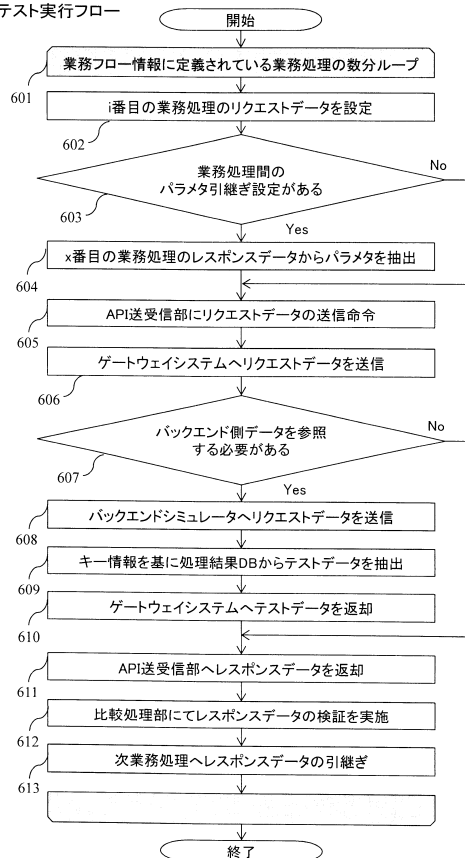 テスト実行フロー
開始
業務フロー情報に定義されている業務処理の数分ループ
601
i番目の業務処理のリクエストデータを設定
602
業務処理間の
パラメタ引継ぎ設定がある
No
603
Yes
x番目の業務処理のレスポンスデータからパラメタを抽出
604
API送受信部にリクエストデータの送信命令
605
ゲートウェイシステムへリクエストデータを送信
606
バックエンド側データを参照
する必要がある
No
607
Yes
バックエンドシミュレータへリクエストデータを送信
608
キー情報を基に処理結果DBからテストデータを抽出
609
ゲートウェイシステムへテストデータを返却
610
API送受信部へレスポンスデータを返却
611
比較処理部にてレスポンスデータの検証を実施
612
次業務処理へレスポンスデータの引継ぎ
613
終了